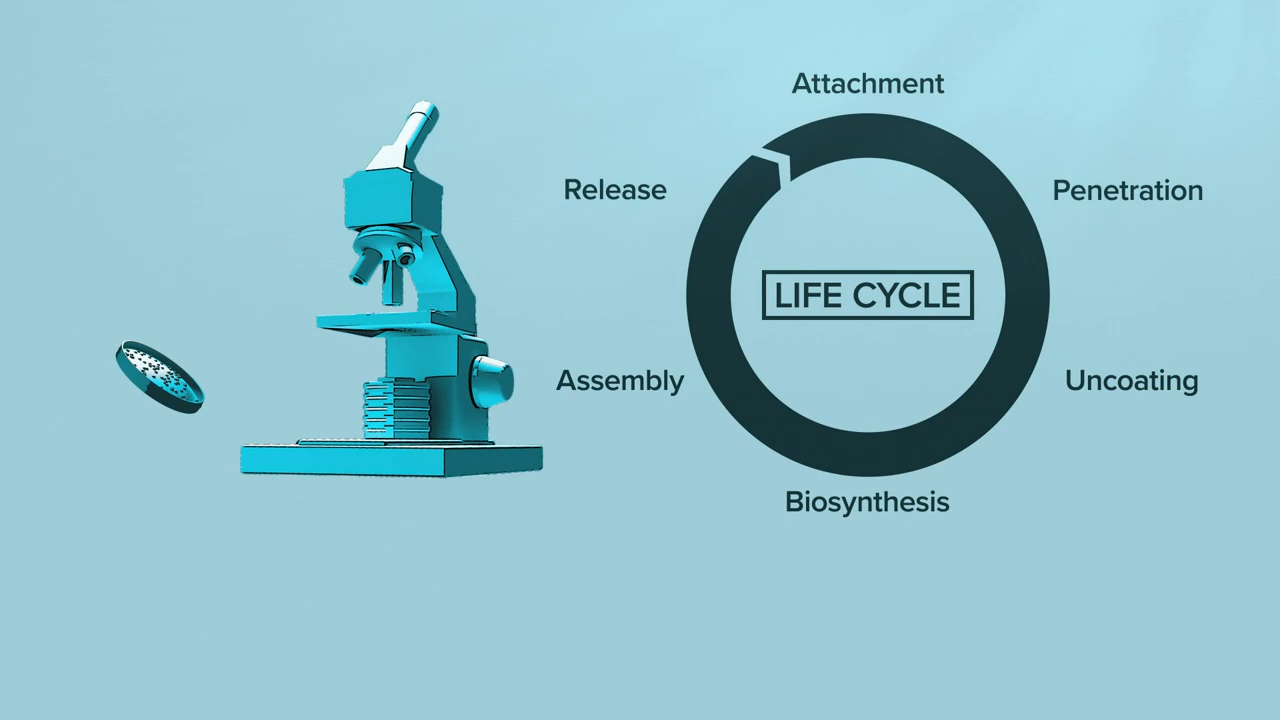 Attachment
Release
Penetration
LIFE CYCLE
Assembly
Uncoating
Biosynthesis